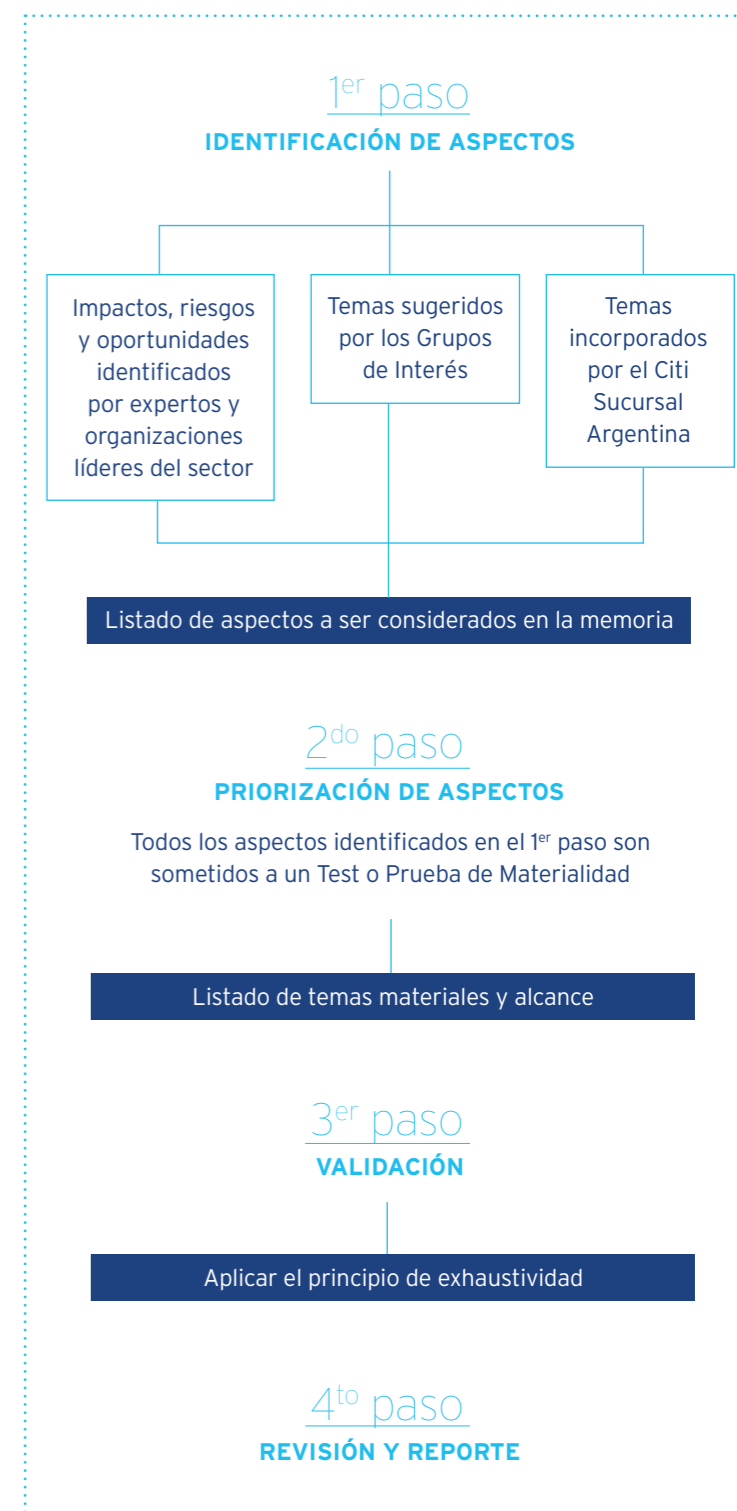 1er paso
IDENTIFICACIÓN DE ASPECTOS
Impactos, riesgos
y oportunidades
identificados
por expertos y
organizaciones
líderes del sector
Temas sugeridos
por los Grupos
de Interés
Temas
incorporados
por el Citi
Sucursal
Argentina
Listado de aspectos a ser considerados en la memoria
2do paso
PRIORIZACIÓN DE ASPECTOS
Todos los aspectos identificados en el 1er paso son
sometidos a un Test o Prueba de Materialidad
Listado de temas materiales y alcance
3er paso
VALIDACIÓN
Aplicar el principio de exhaustividad
4to paso
REVISIÓN Y REPORTE